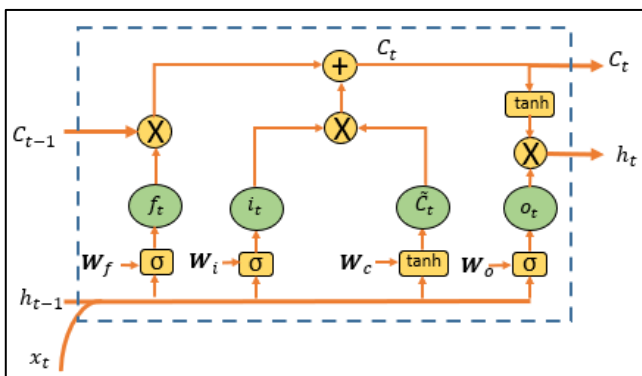 C_t C_t
tanh
C_{t-1} X + X X h_t
f_t i_t C̃_t o_t
W_f σ W_i σ W_c tanh W_o σ
h_{t-1}
x_t